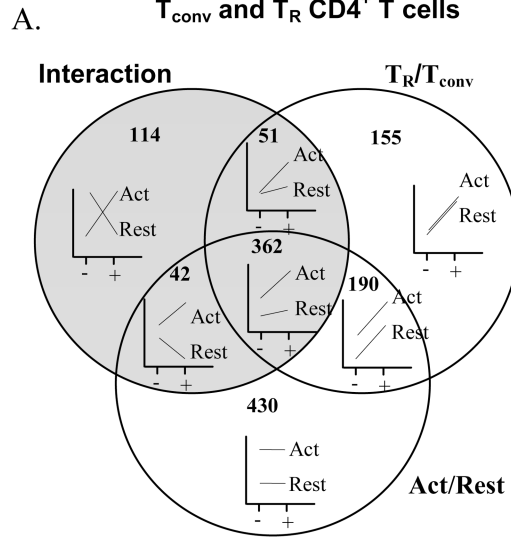 A.
Tconv and TR CD4+ T cells
Interaction
TR/Tconv
114
51
155
Act
Rest
- +
Act
Rest
- +
Act
Rest
- +
362
42
190
Act
Rest
- +
Act
Rest
- +
Act
Rest
- +
430
Act
Rest
- +
Act/Rest